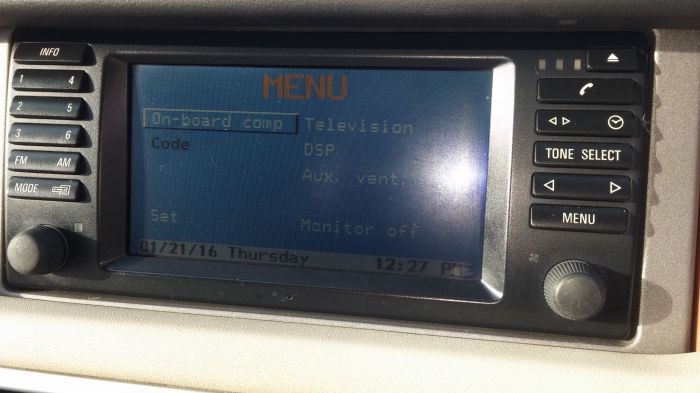 INFO
1 4
2 5
3 6
FM AM
MODE
MENU
On-board comp Television
Code DSP
Aux. vent.
Set Monitor off
01/21/16 Thursday 12:27 PM
TONE SELECT
MENU